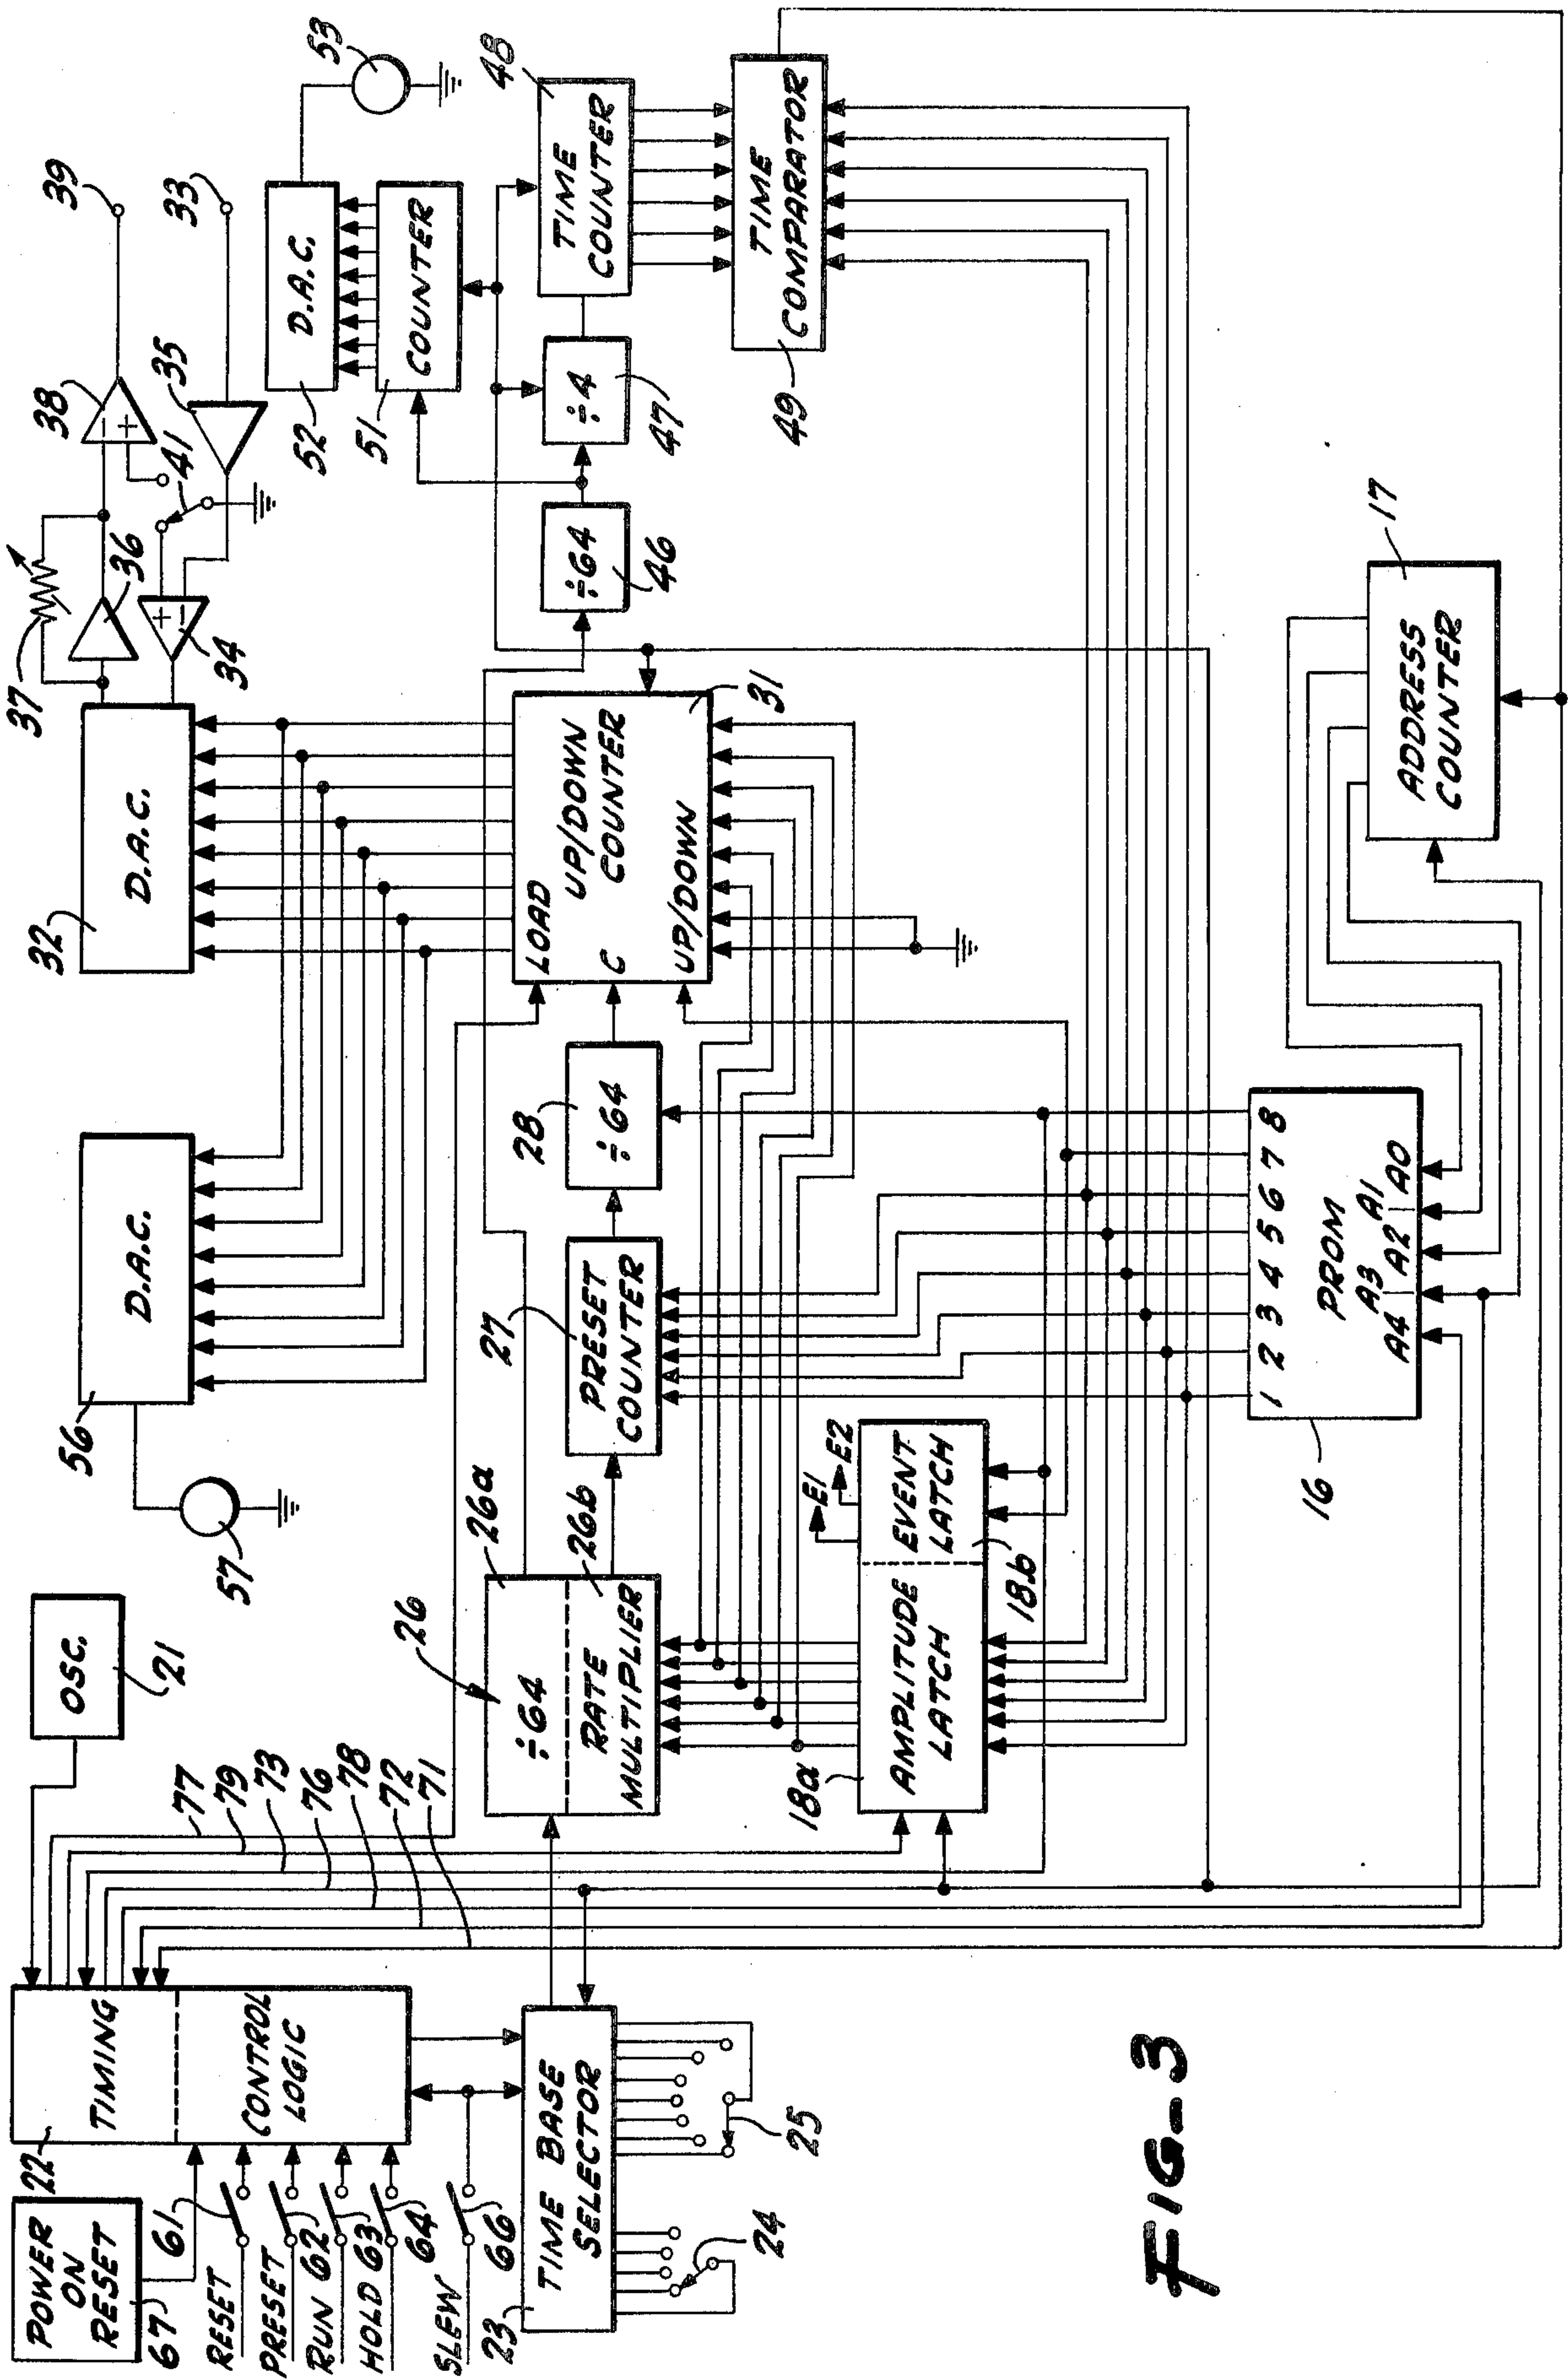 POWER
ON
RESET
67
22
TIMING
CONTROL
LOGIC
OSC.
21
RESET
61
PRESET
62
RUN
63
HOLD
64
SLEW
66
23
TIME BASE
SELECTOR
24
25
77
79
73
76
78
72
71
26
÷64
26a
RATE
MULTIPLIER
26b
27
PRESET
COUNTER
28
÷64
LOAD
C
UP/DOWN
COUNTER
UP/DOWN
31
56
D.A.C.
57
32
D.A.C.
37
36
34
+
−
38
−
+
39
41
35
33
52
D.A.C.
53
51
COUNTER
÷64
46
÷4
47
48
TIME
COUNTER
TIME
COMPARATOR
49
18a
AMPLITUDE
LATCH
EVENT
LATCH
18b
E1
E2
1 2 3 4 5 6 7 8
PROM
A4 A3 A2 A1 A0
16
ADDRESS
COUNTER
17
FIG-3